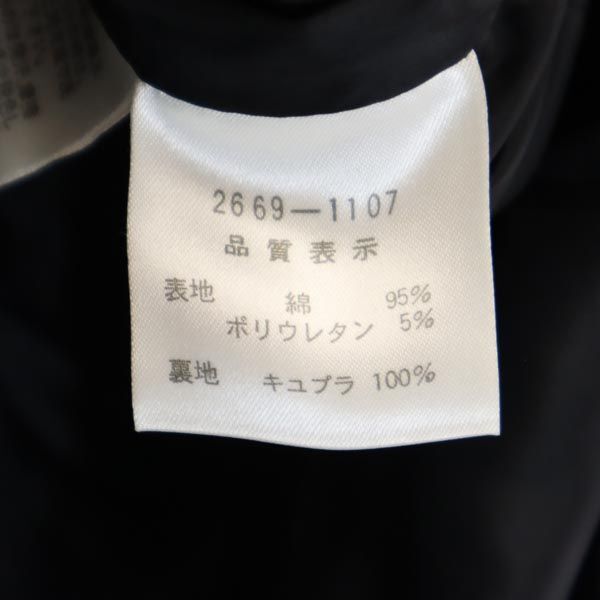 2669-1107
品質表示
表地 綿 95%
ポリウレタン 5%
裏地 キュプラ 100%